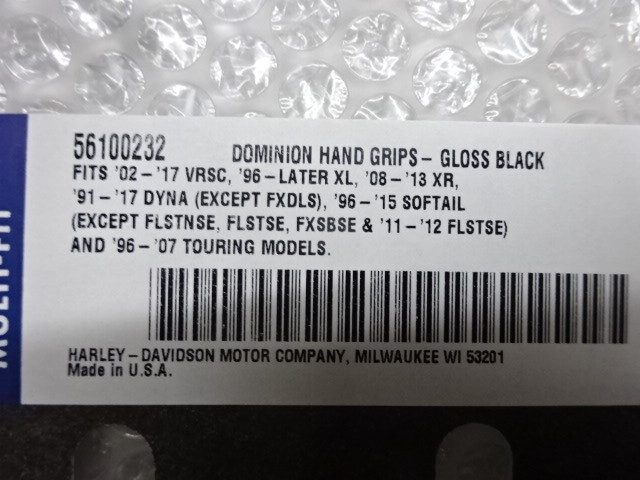 56100232 DOMINION HAND GRIPS - GLOSS BLACK
FITS '02 - '17 VRSC, '96 - LATER XL, '08 - '13 XR,
'91 - '17 DYNA (EXCEPT FXDLS), '96 - '15 SOFTAIL
(EXCEPT FLSTNSE, FLSTSE, FXSBSE & '11 - '12 FLSTSE)
AND '96 - '07 TOURING MODELS.
HARLEY - DAVIDSON MOTOR COMPANY, MILWAUKEE WI 53201
Made in U.S.A.
MULTI-FIT